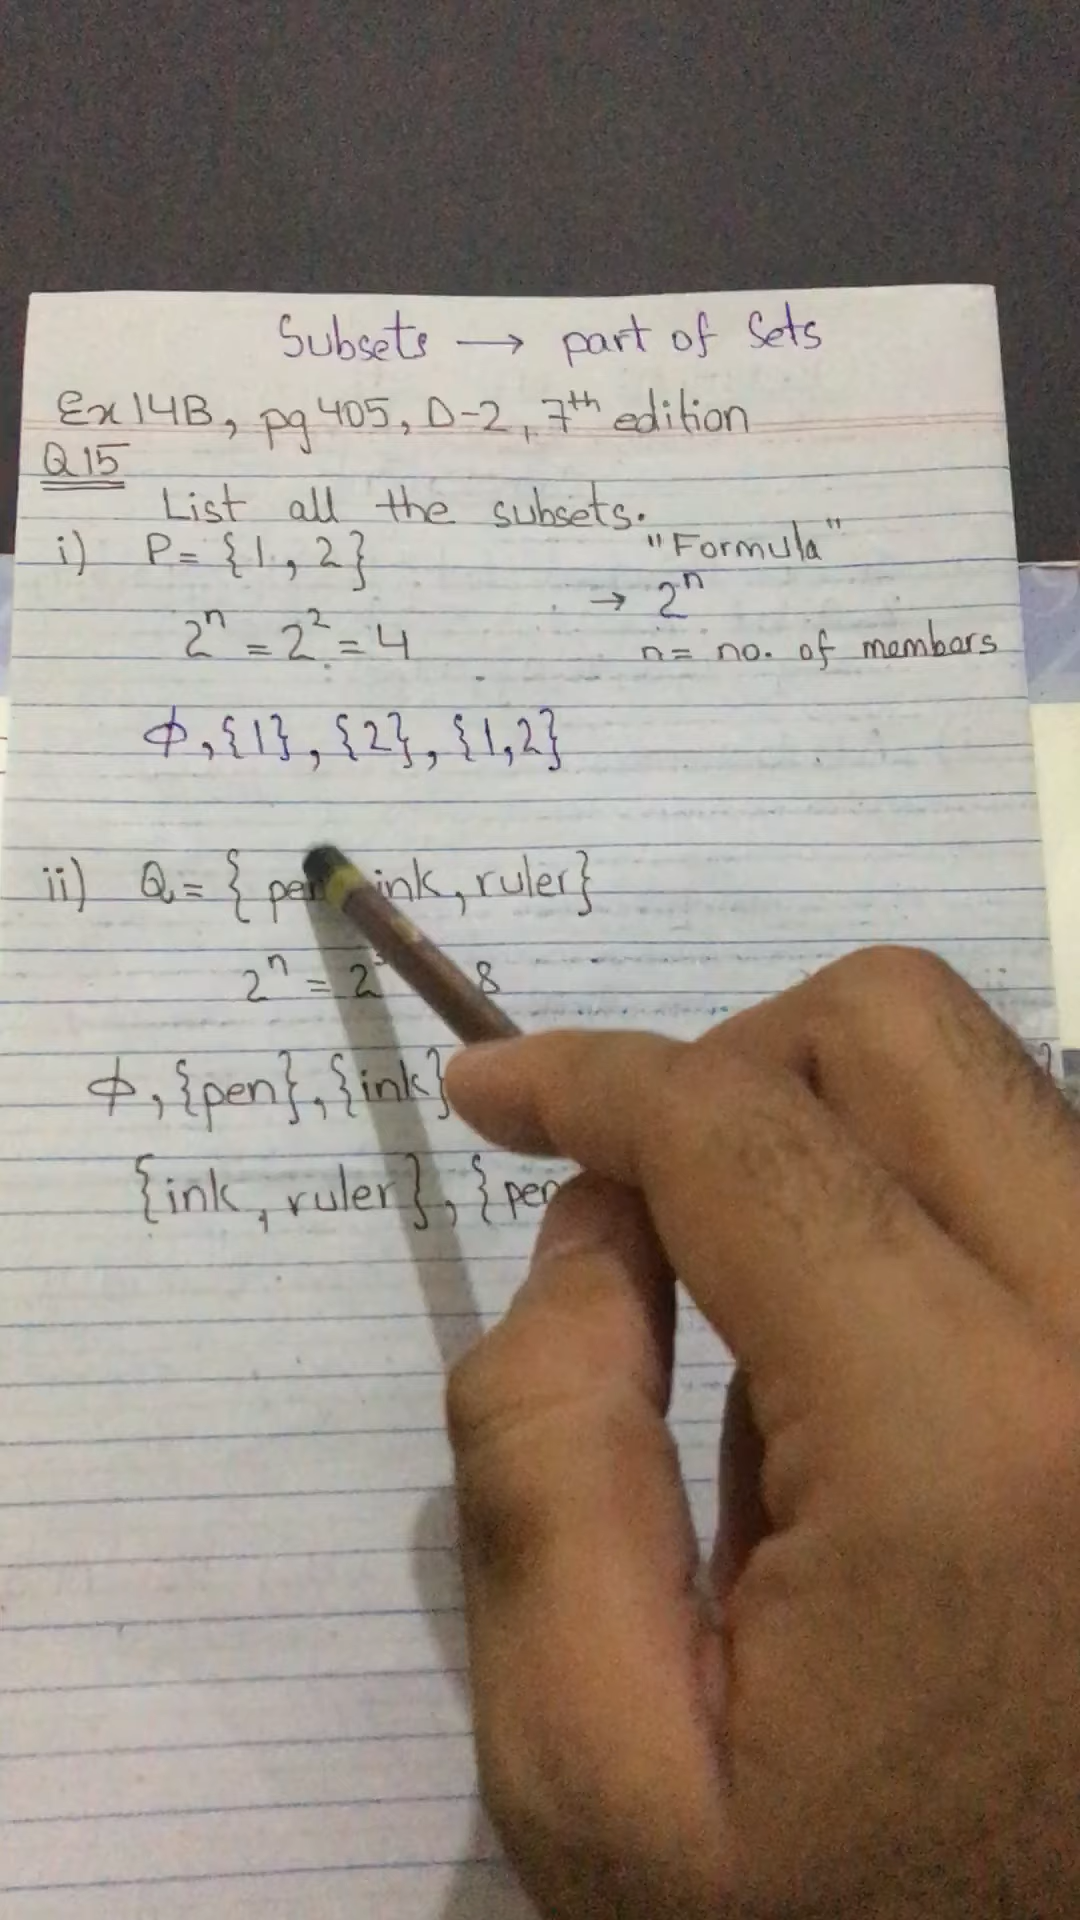 Subsets → part of Sets
Ex 14B, pg 405, D-2, 7th edition
Q15
List all the subsets.
i) P = {1, 2}
"Formula"
→ 2ⁿ
2ⁿ = 2² = 4
n = no. of members
Φ, {1}, {2}, {1,2}
ii) Q = { ink, ruler}
2ⁿ = 2 8
Φ, {pen}, {ink}
{ink, ruler}, {pen